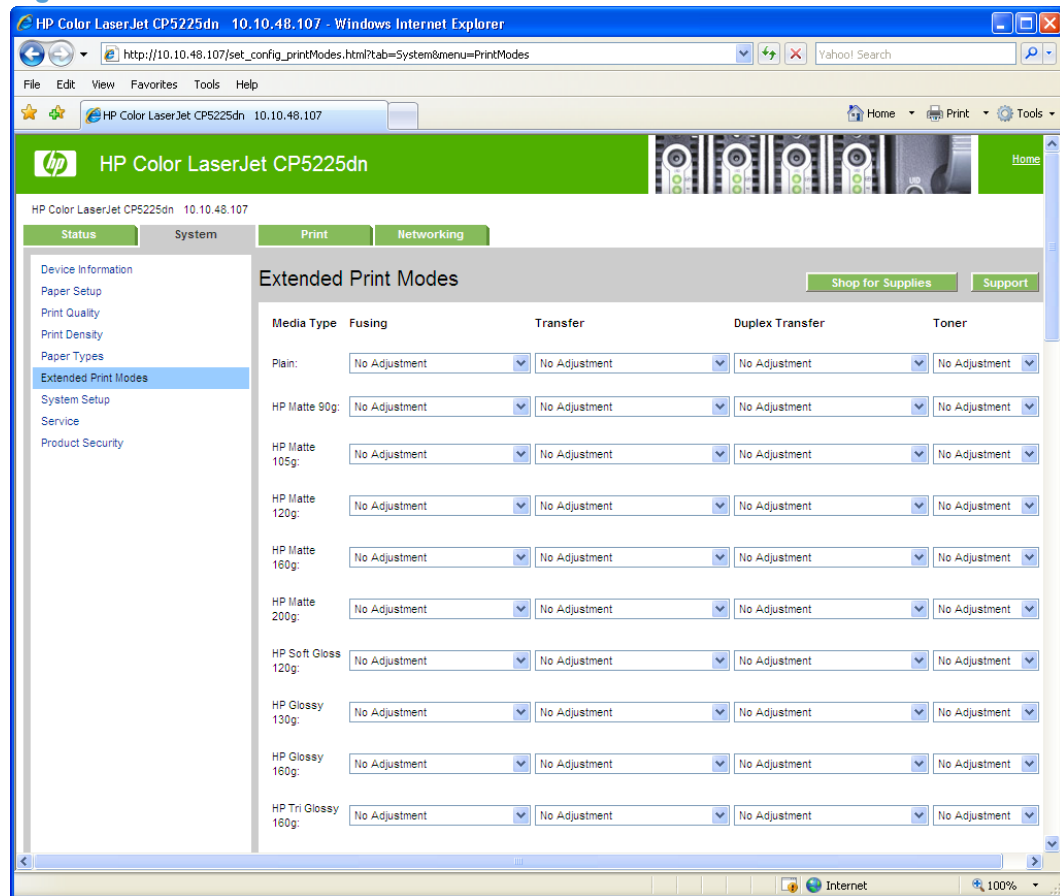 HP Color LaserJet CP5225dn   10.10.48.107 - Windows Internet Explorer
http://10.10.48.107/set_config_printModes.html?tab=System&menu=PrintModes
Yahoo! Search
File Edit View Favorites Tools Help
HP Color LaserJet CP5225dn   10.10.48.107
Home Print Tools
hp HP Color LaserJet CP5225dn Home
HP Color LaserJet CP5225dn   10.10.48.107
Status System Print Networking
Device Information
Paper Setup
Print Quality
Print Density
Paper Types
Extended Print Modes
System Setup
Service
Product Security
Extended Print Modes
Shop for Supplies Support
Media Type Fusing Transfer Duplex Transfer Toner
Plain: No Adjustment No Adjustment No Adjustment No Adjustment
HP Matte 90g: No Adjustment No Adjustment No Adjustment No Adjustment
HP Matte
105g: No Adjustment No Adjustment No Adjustment No Adjustment
HP Matte
120g: No Adjustment No Adjustment No Adjustment No Adjustment
HP Matte
160g: No Adjustment No Adjustment No Adjustment No Adjustment
HP Matte
200g: No Adjustment No Adjustment No Adjustment No Adjustment
HP Soft Gloss
120g: No Adjustment No Adjustment No Adjustment No Adjustment
HP Glossy
130g: No Adjustment No Adjustment No Adjustment No Adjustment
HP Glossy
160g: No Adjustment No Adjustment No Adjustment No Adjustment
HP Tri Glossy
160g: No Adjustment No Adjustment No Adjustment No Adjustment
Internet 100%